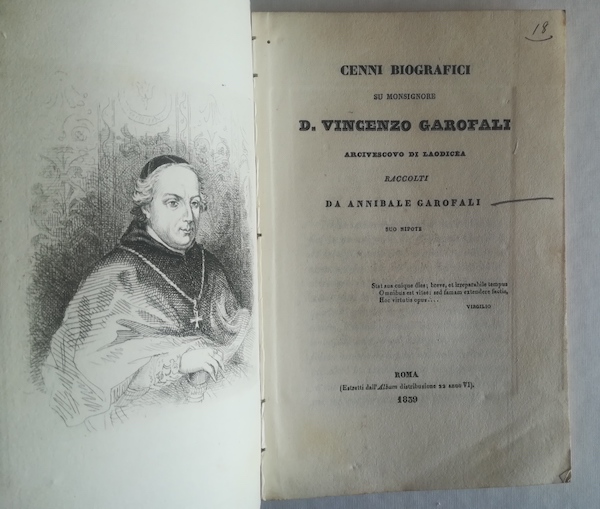 18
CENNI BIOGRAFICI
SU MONSIGNORE
D. VINCENZO GAROFALI
ARCIVESCOVO DI LAODICEA
RACCOLTI
DA ANNIBALE GAROFALI
SUO NIPOTE
Stat sua cuique dies; breve, et irreparabile tempus
Omnibus est vitae: sed famam extendere factis,
Hoc virtutis opus....
VIRGILIO
ROMA
(Estratti dall'Album distribuzione 22 anno VI).
1839